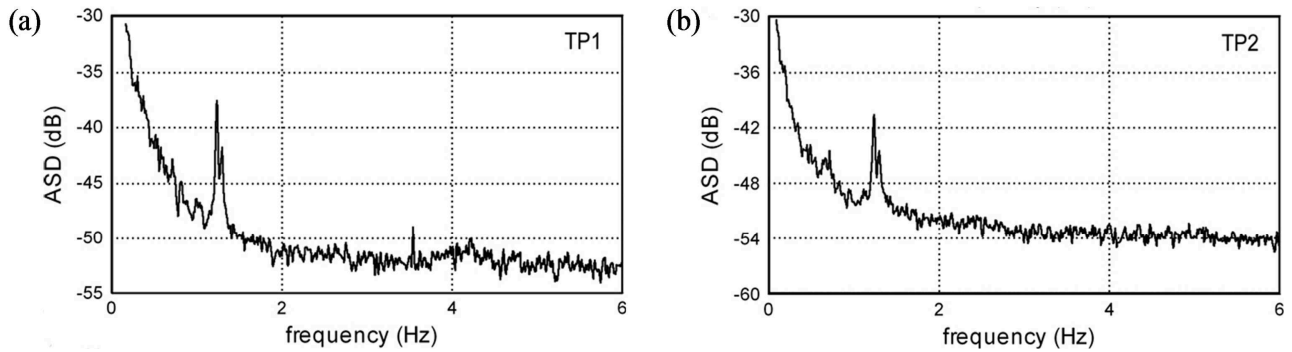 (a)
TP1
ASD (dB)
-30
-35
-40
-45
-50
-55
0 2 4 6
frequency (Hz)
(b)
TP2
ASD (dB)
-30
-36
-42
-48
-54
-60
0 2 4 6
frequency (Hz)